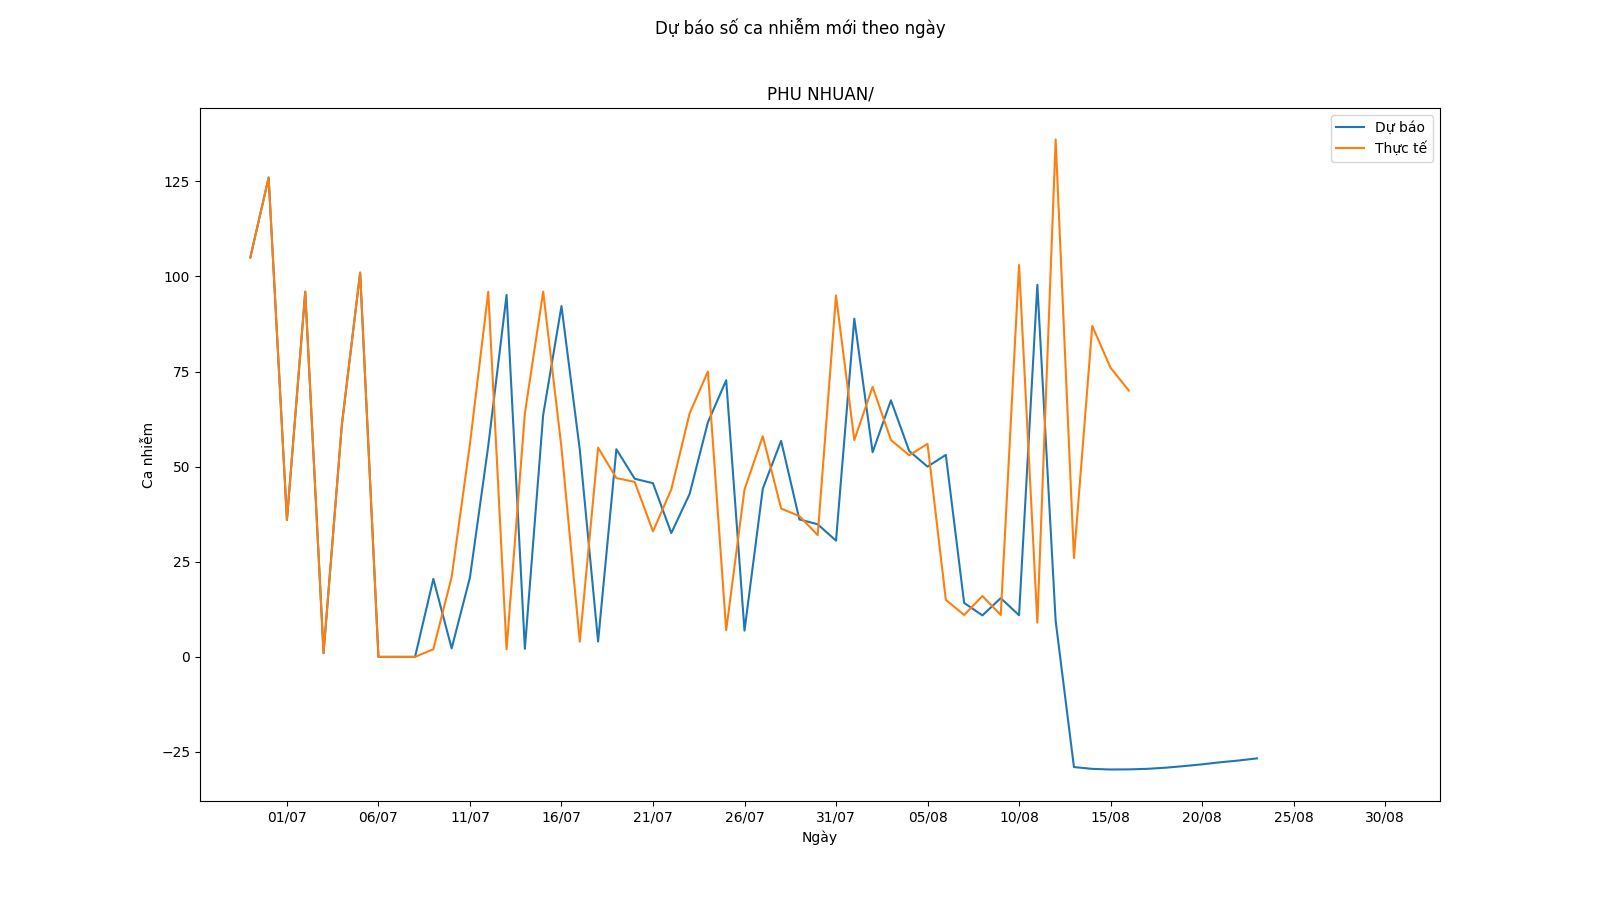 Dự báo số ca nhiễm mới theo ngày
PHU NHUAN/
Dự báo
Thực tế
125
100
75
50
25
0
−25
Ca nhiễm
01/07 06/07 11/07 16/07 21/07 26/07 31/07 05/08 10/08 15/08 20/08 25/08 30/08
Ngày